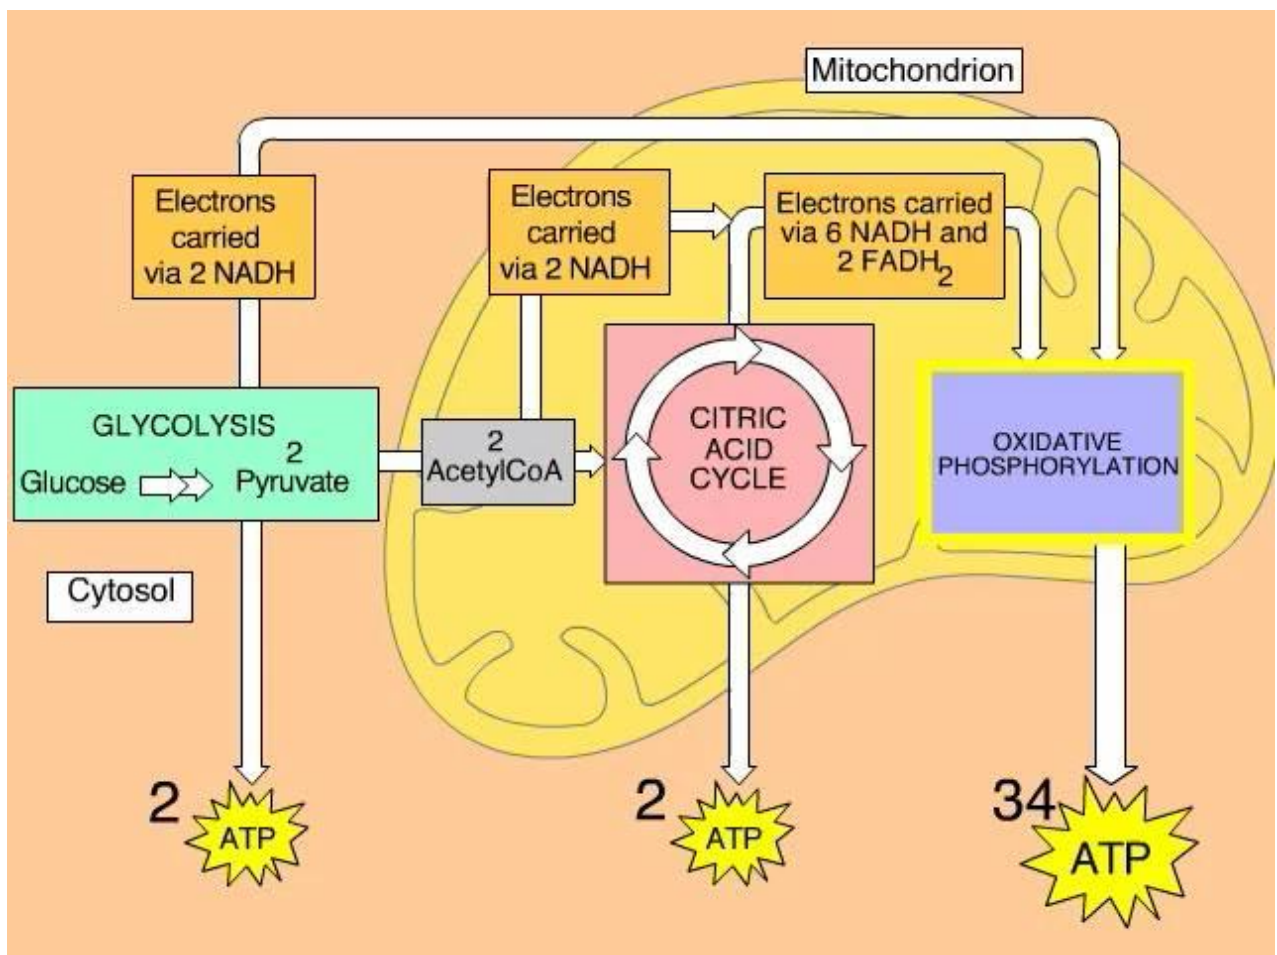 Mitochondrion
Electrons
carried
via 2 NADH
Electrons
carried
via 2 NADH
Electrons carried
via 6 NADH and
2 FADH2
GLYCOLYSIS
2
Glucose Pyruvate
2
AcetylCoA
CITRIC
ACID
CYCLE
OXIDATIVE
PHOSPHORYLATION
Cytosol
2 ATP
2 ATP
34 ATP